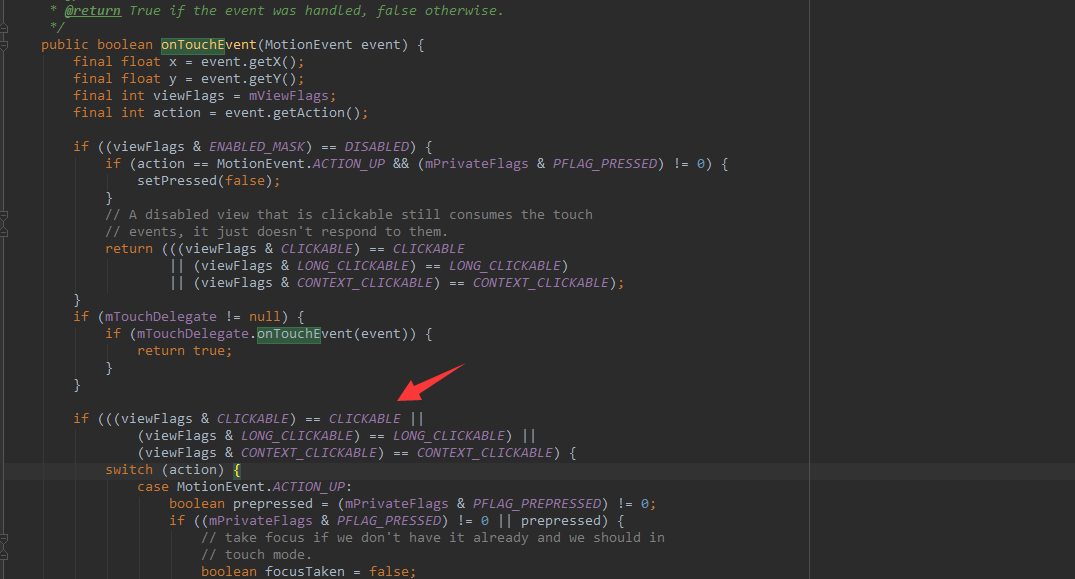 * @return True if the event was handled, false otherwise.
*/
public boolean onTouchEvent(MotionEvent event) {
final float x = event.getX();
final float y = event.getY();
final int viewFlags = mViewFlags;
final int action = event.getAction();
if ((viewFlags & ENABLED_MASK) == DISABLED) {
if (action == MotionEvent.ACTION_UP && (mPrivateFlags & PFLAG_PRESSED) != 0) {
setPressed(false);
}
// A disabled view that is clickable still consumes the touch
// events, it just doesn't respond to them.
return (((viewFlags & CLICKABLE) == CLICKABLE
|| (viewFlags & LONG_CLICKABLE) == LONG_CLICKABLE)
|| (viewFlags & CONTEXT_CLICKABLE) == CONTEXT_CLICKABLE);
}
if (mTouchDelegate != null) {
if (mTouchDelegate.onTouchEvent(event)) {
return true;
}
}
if (((viewFlags & CLICKABLE) == CLICKABLE ||
(viewFlags & LONG_CLICKABLE) == LONG_CLICKABLE) ||
(viewFlags & CONTEXT_CLICKABLE) == CONTEXT_CLICKABLE) {
switch (action) {
case MotionEvent.ACTION_UP:
boolean prepressed = (mPrivateFlags & PFLAG_PREPRESSED) != 0;
if ((mPrivateFlags & PFLAG_PRESSED) != 0 || prepressed) {
// take focus if we don't have it already and we should in
// touch mode.
boolean focusTaken = false;